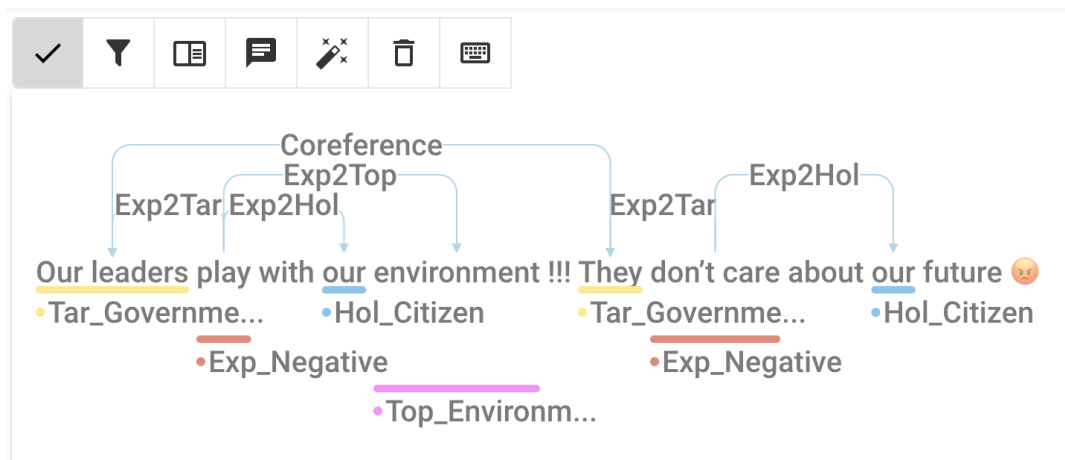 Coreference
Exp2Top Exp2Hol
Exp2Tar Exp2Hol Exp2Tar
Our leaders play with our environment !!! They don’t care about our future 😡
Tar_Governme... Hol_Citizen Tar_Governme... Hol_Citizen
Exp_Negative Exp_Negative
Top_Environm...